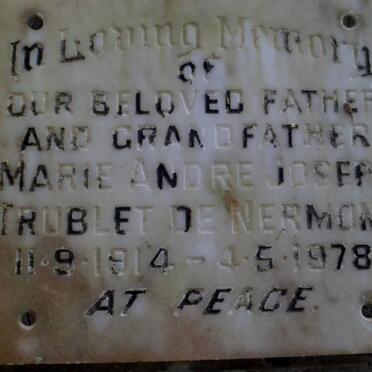 In Loving Memory
OF
OUR BELOVED FATHER
AND GRANDFATHER
MARIE ANDRE JOSEPH
TRUBLET DE NERMONT
11·9·1914 - 4·5·1978
AT PEACE.